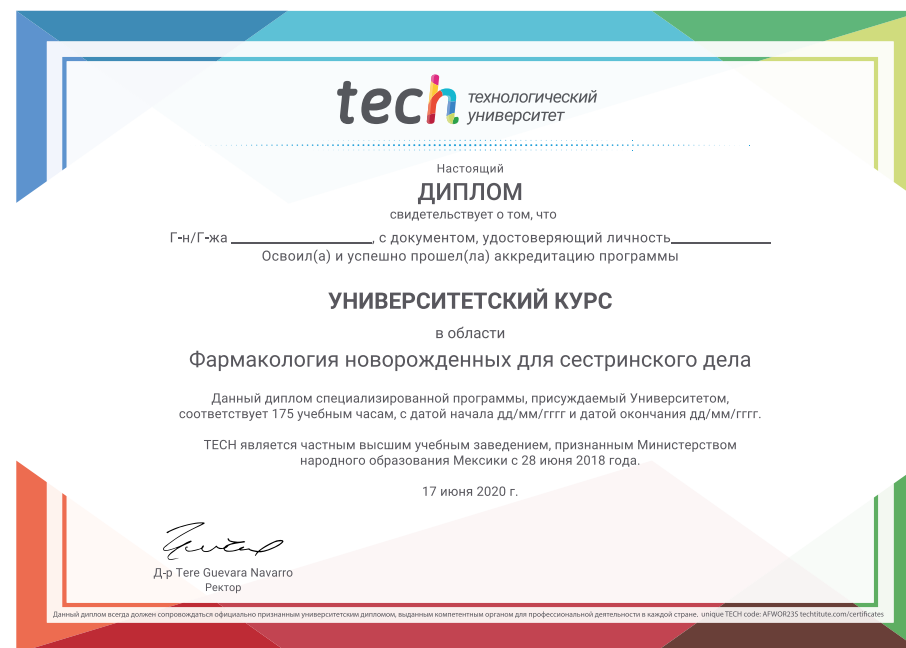 tech технологический
университет
Настоящий
ДИПЛОМ
свидетельствует о том, что
Г-н/Г-жа ____________________, с документом, удостоверяющий личность______________
Освоил(а) и успешно прошел(ла) аккредитацию программы
УНИВЕРСИТЕТСКИЙ КУРС
в области
Фармакология новорожденных для сестринского дела
Данный диплом специализированной программы, присуждаемый Университетом,
соответствует 175 учебным часам, с датой начала дд/мм/гггг и датой окончания дд/мм/гггг.
TECH является частным высшим учебным заведением, признанным Министерством
народного образования Мексики с 28 июня 2018 года.
17 июня 2020 г.
Д-р Tere Guevara Navarro
Ректор
Данный диплом всегда должен сопровождаться официально признанным университетским дипломом, выданным компетентным органом для профессиональной деятельности в каждой стране. unique TECH code: AFWOR23S techtitute.com/certificates